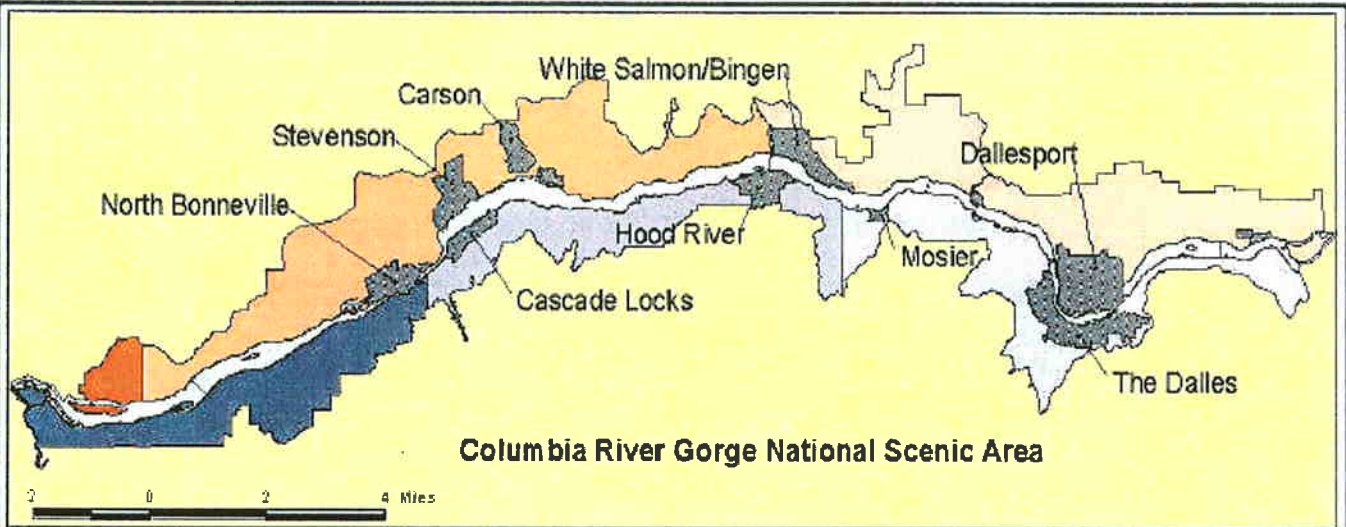 White Salmon/Bingen
Carson
Stevenson
Dallesport
North Bonneville
Hood River
Mosier
Cascade Locks
The Dalles
Columbia River Gorge National Scenic Area
2 0 2 4 Miles